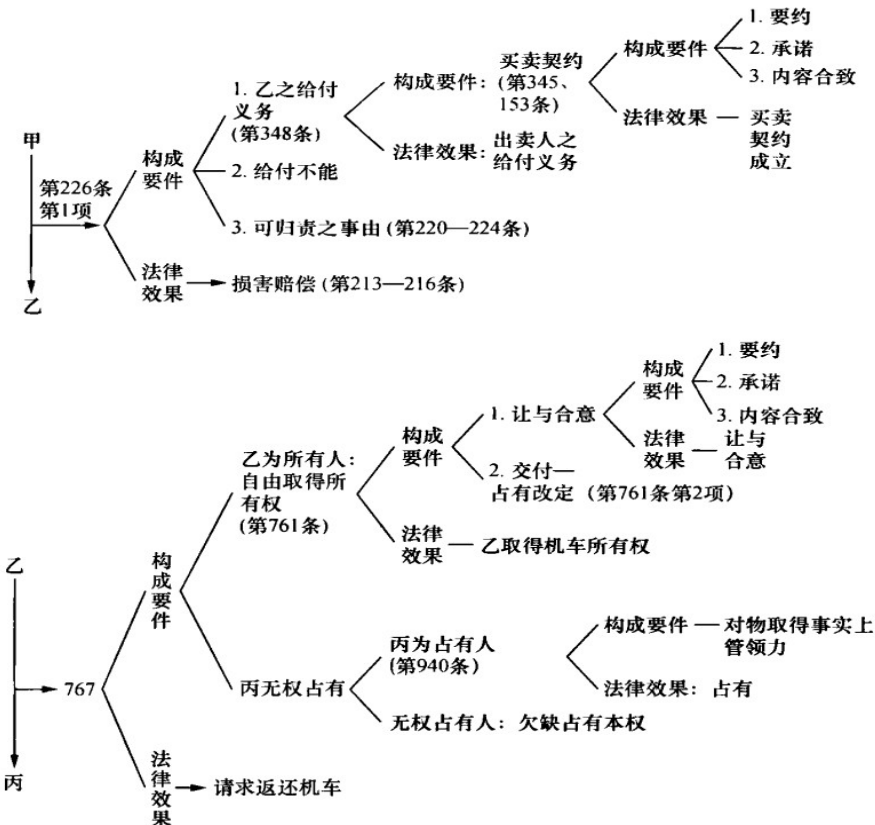 甲
第226条
第1项
乙
构成
要件
1. 乙之给付
义务
(第348条)
构成要件:
买卖契约
(第345、
153条)
构成要件
1. 要约
2. 承诺
3. 内容合致
法律效果 — 买卖
契约
成立
法律效果: 出卖人之
给付义务
2. 给付不能
3. 可归责之事由 (第220—224条)
法律
效果
损害赔偿 (第213—216条)
乙
767
丙
构
成
要
件
乙为所有人:
自由取得所
有权
(第761条)
构成
要件
1. 让与合意
构成
要件
1. 要约
2. 承诺
3. 内容合致
法律
效果
让与
合意
2. 交付—
占有改定 (第761条第2项)
法律
效果
乙取得机车所有权
丙无权占有
丙为占有人
(第940条)
构成要件 — 对物取得事实上
管领力
法律效果: 占有
无权占有人: 欠缺占有本权
法
律
效
果
请求返还机车